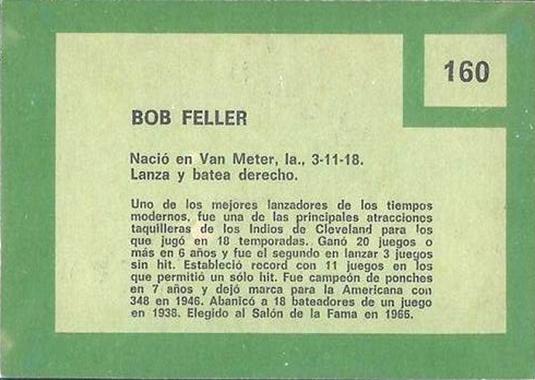 160
BOB FELLER
Nació en Van Meter, Ia., 3-11-18.
Lanza y batea derecho.
Uno de los mejores lanzadores de los tiempos
modernos, fue una de las principales atracciones
taquilleras de los Indios de Cleveland para los
que jugó en 18 temporadas. Ganó 20 juegos o
más en 6 años y fue el segundo en lanzar 3 juegos
sin hit. Estableció record con 11 juegos en los
que permitió un sólo hit. Fue campeón de ponches
en 7 años y dejó marca para la Americana con
348 en 1946. Abanicó a 18 bateadores de un juego
en 1938. Elegido al Salón de la Fama en 1966.